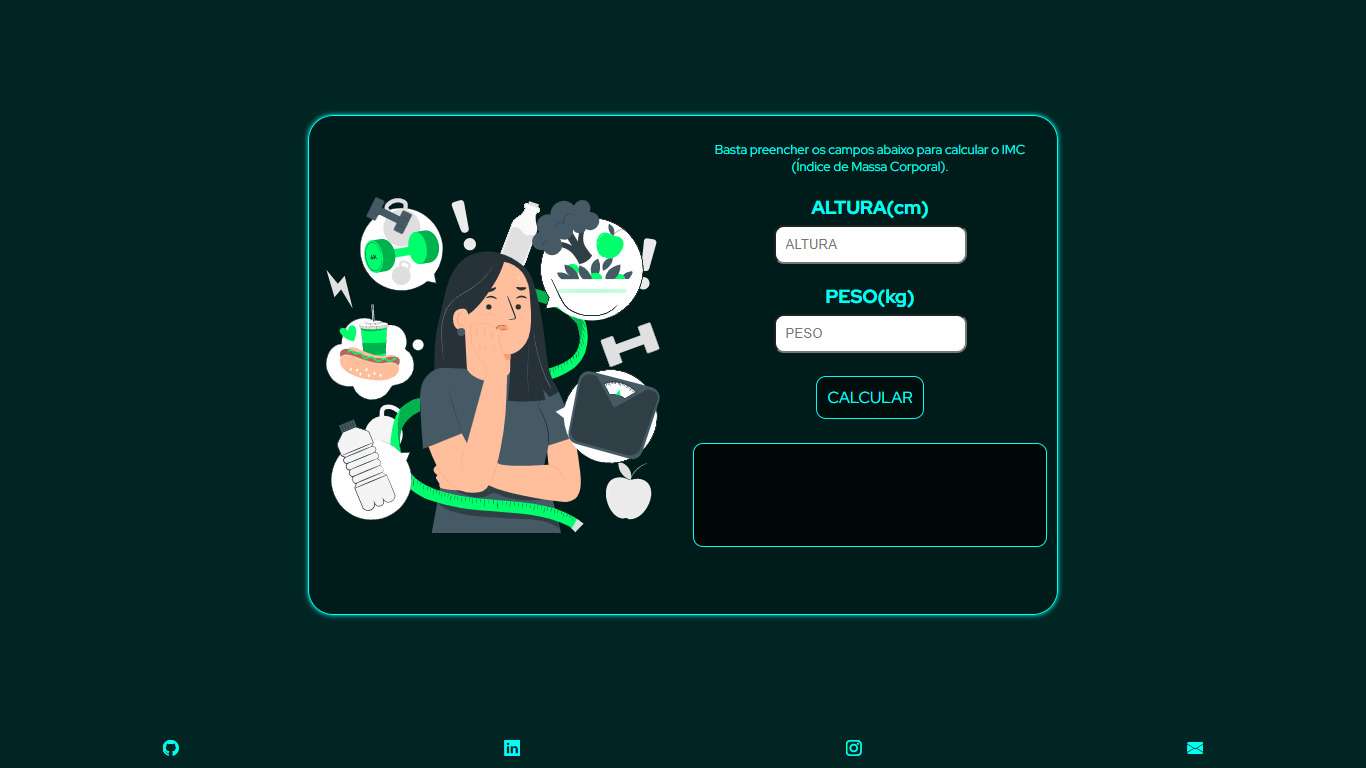 Basta preencher os campos abaixo para calcular o IMC
(Índice de Massa Corporal).
ALTURA(cm)
ALTURA
PESO(kg)
PESO
CALCULAR